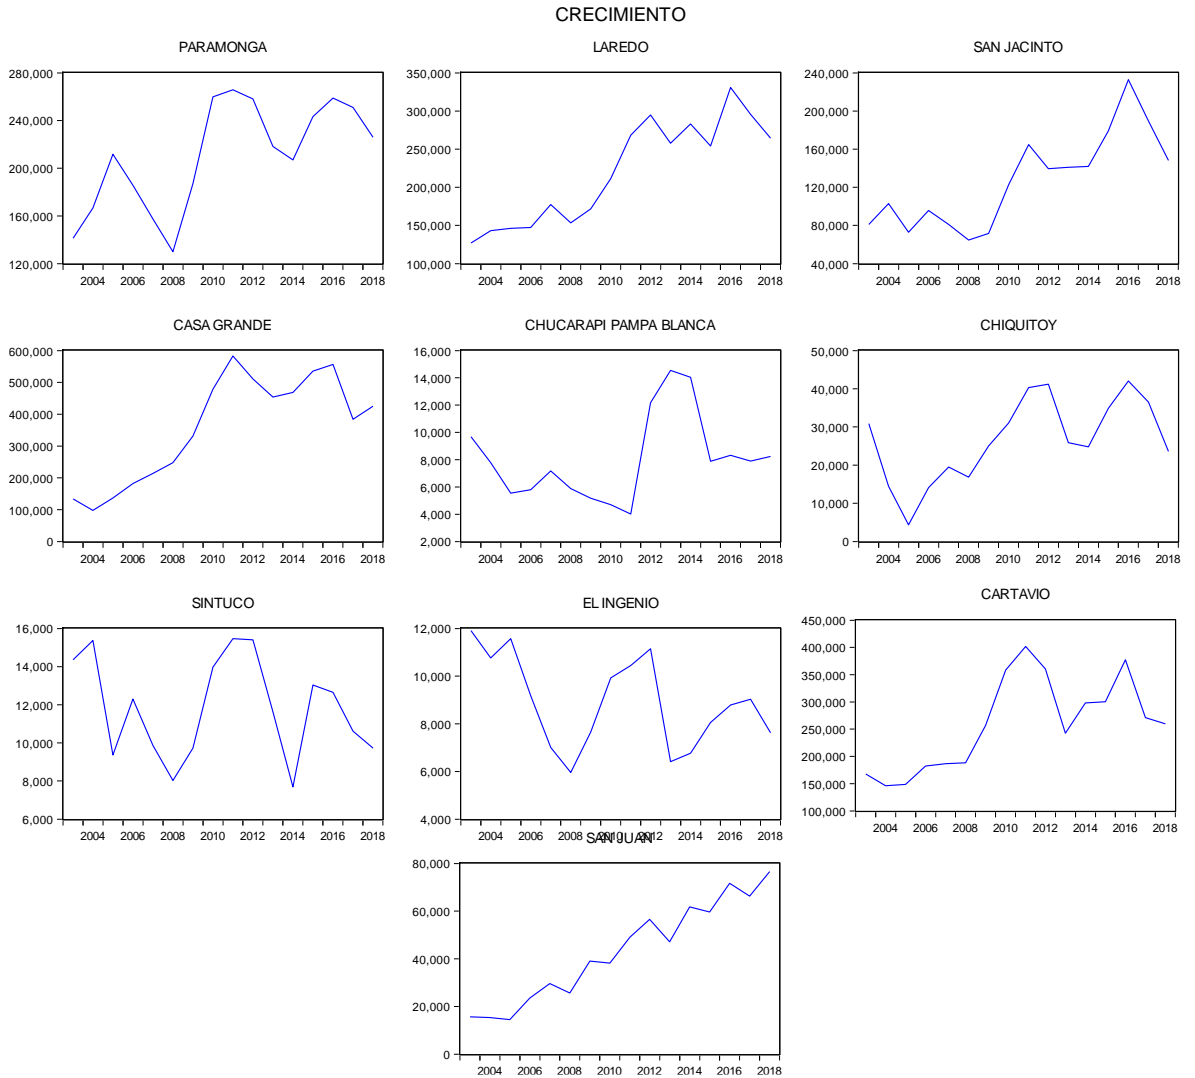 CRECIMIENTO
PARAMONGA
280,000
240,000
200,000
160,000
120,000
2004 2006 2008 2010 2012 2014 2016 2018
LAREDO
350,000
300,000
250,000
200,000
150,000
100,000
2004 2006 2008 2010 2012 2014 2016 2018
SAN JACINTO
240,000
200,000
160,000
120,000
80,000
40,000
2004 2006 2008 2010 2012 2014 2016 2018
CASA GRANDE
600,000
500,000
400,000
300,000
200,000
100,000
0
2004 2006 2008 2010 2012 2014 2016 2018
CHUCARAPI PAMPA BLANCA
16,000
14,000
12,000
10,000
8,000
6,000
4,000
2,000
2004 2006 2008 2010 2012 2014 2016 2018
CHIQUITOY
50,000
40,000
30,000
20,000
10,000
0
2004 2006 2008 2010 2012 2014 2016 2018
SINTUCO
16,000
14,000
12,000
10,000
8,000
6,000
2004 2006 2008 2010 2012 2014 2016 2018
EL INGENIO
12,000
10,000
8,000
6,000
4,000
2004 2006 2008 2010 2012 2014 2016 2018
CARTAVIO
450,000
400,000
350,000
300,000
250,000
200,000
150,000
100,000
2004 2006 2008 2010 2012 2014 2016 2018
SAN JUAN
80,000
60,000
40,000
20,000
0
2004 2006 2008 2010 2012 2014 2016 2018